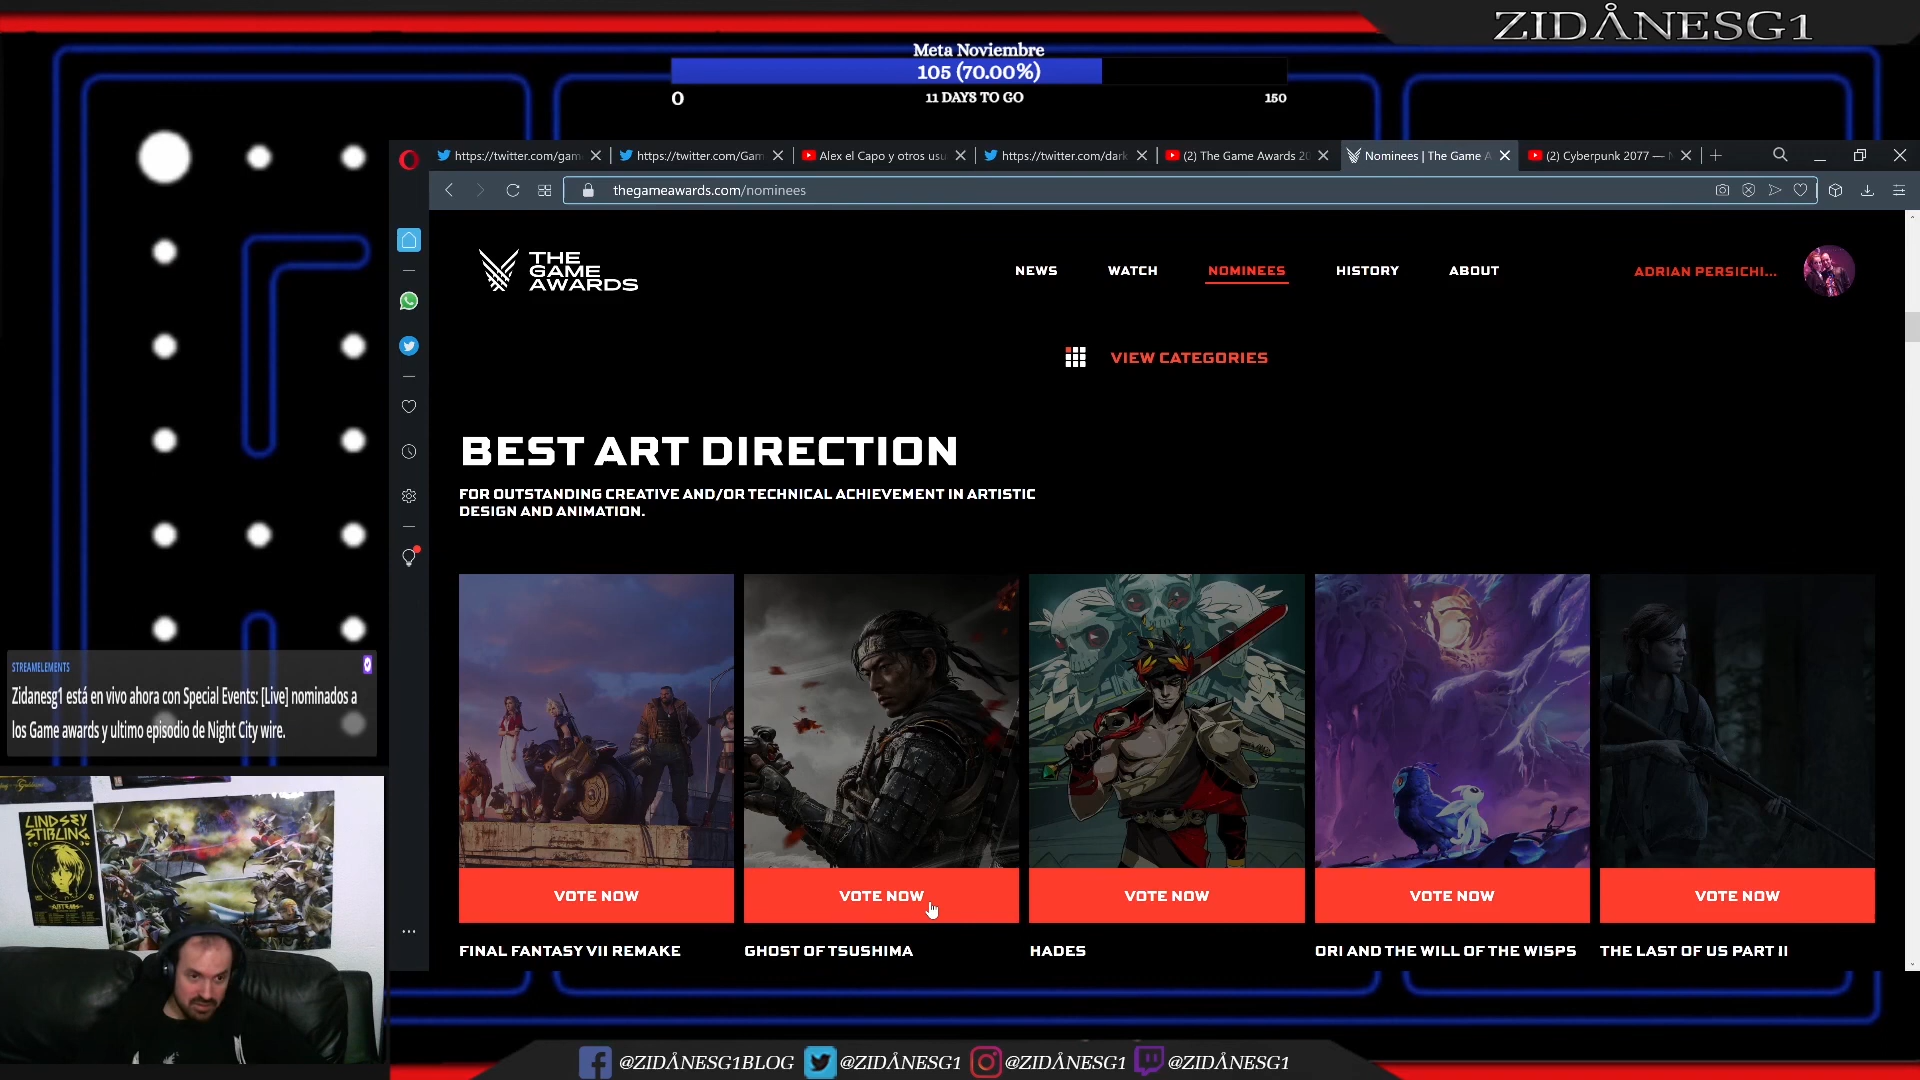 ZIDÅNESG1
Meta Noviembre
105 (70.00%)
0
11 DAYS TO GO
150
https://twitter.com/gam
https://twitter.com/Gam
Alex el Capo y otros usu
https://twitter.com/dark
(2) The Game Awards 20
Nominees | The Game A
(2) Cyberpunk 2077 —
thegameawards.com/nominees
THE
GAME
AWARDS
NEWS
WATCH
NOMINEES
HISTORY
ABOUT
ADRIAN PERSICHI...
VIEW CATEGORIES
BEST ART DIRECTION
FOR OUTSTANDING CREATIVE AND/OR TECHNICAL ACHIEVEMENT IN ARTISTIC
DESIGN AND ANIMATION.
VOTE NOW
VOTE NOW
VOTE NOW
VOTE NOW
VOTE NOW
FINAL FANTASY VII REMAKE
GHOST OF TSUSHIMA
HADES
ORI AND THE WILL OF THE WISPS
THE LAST OF US PART II
STREAMELEMENTS
Zidanesg1 está en vivo ahora con Special Events: [Live] nominados a
los Game awards y ultimo episodio de Night City wire.
LINDSEY
STIRLING
@ZIDÅNESG1BLOG
@ZIDÅNESG1
@ZIDÅNESG1
@ZIDÅNESG1